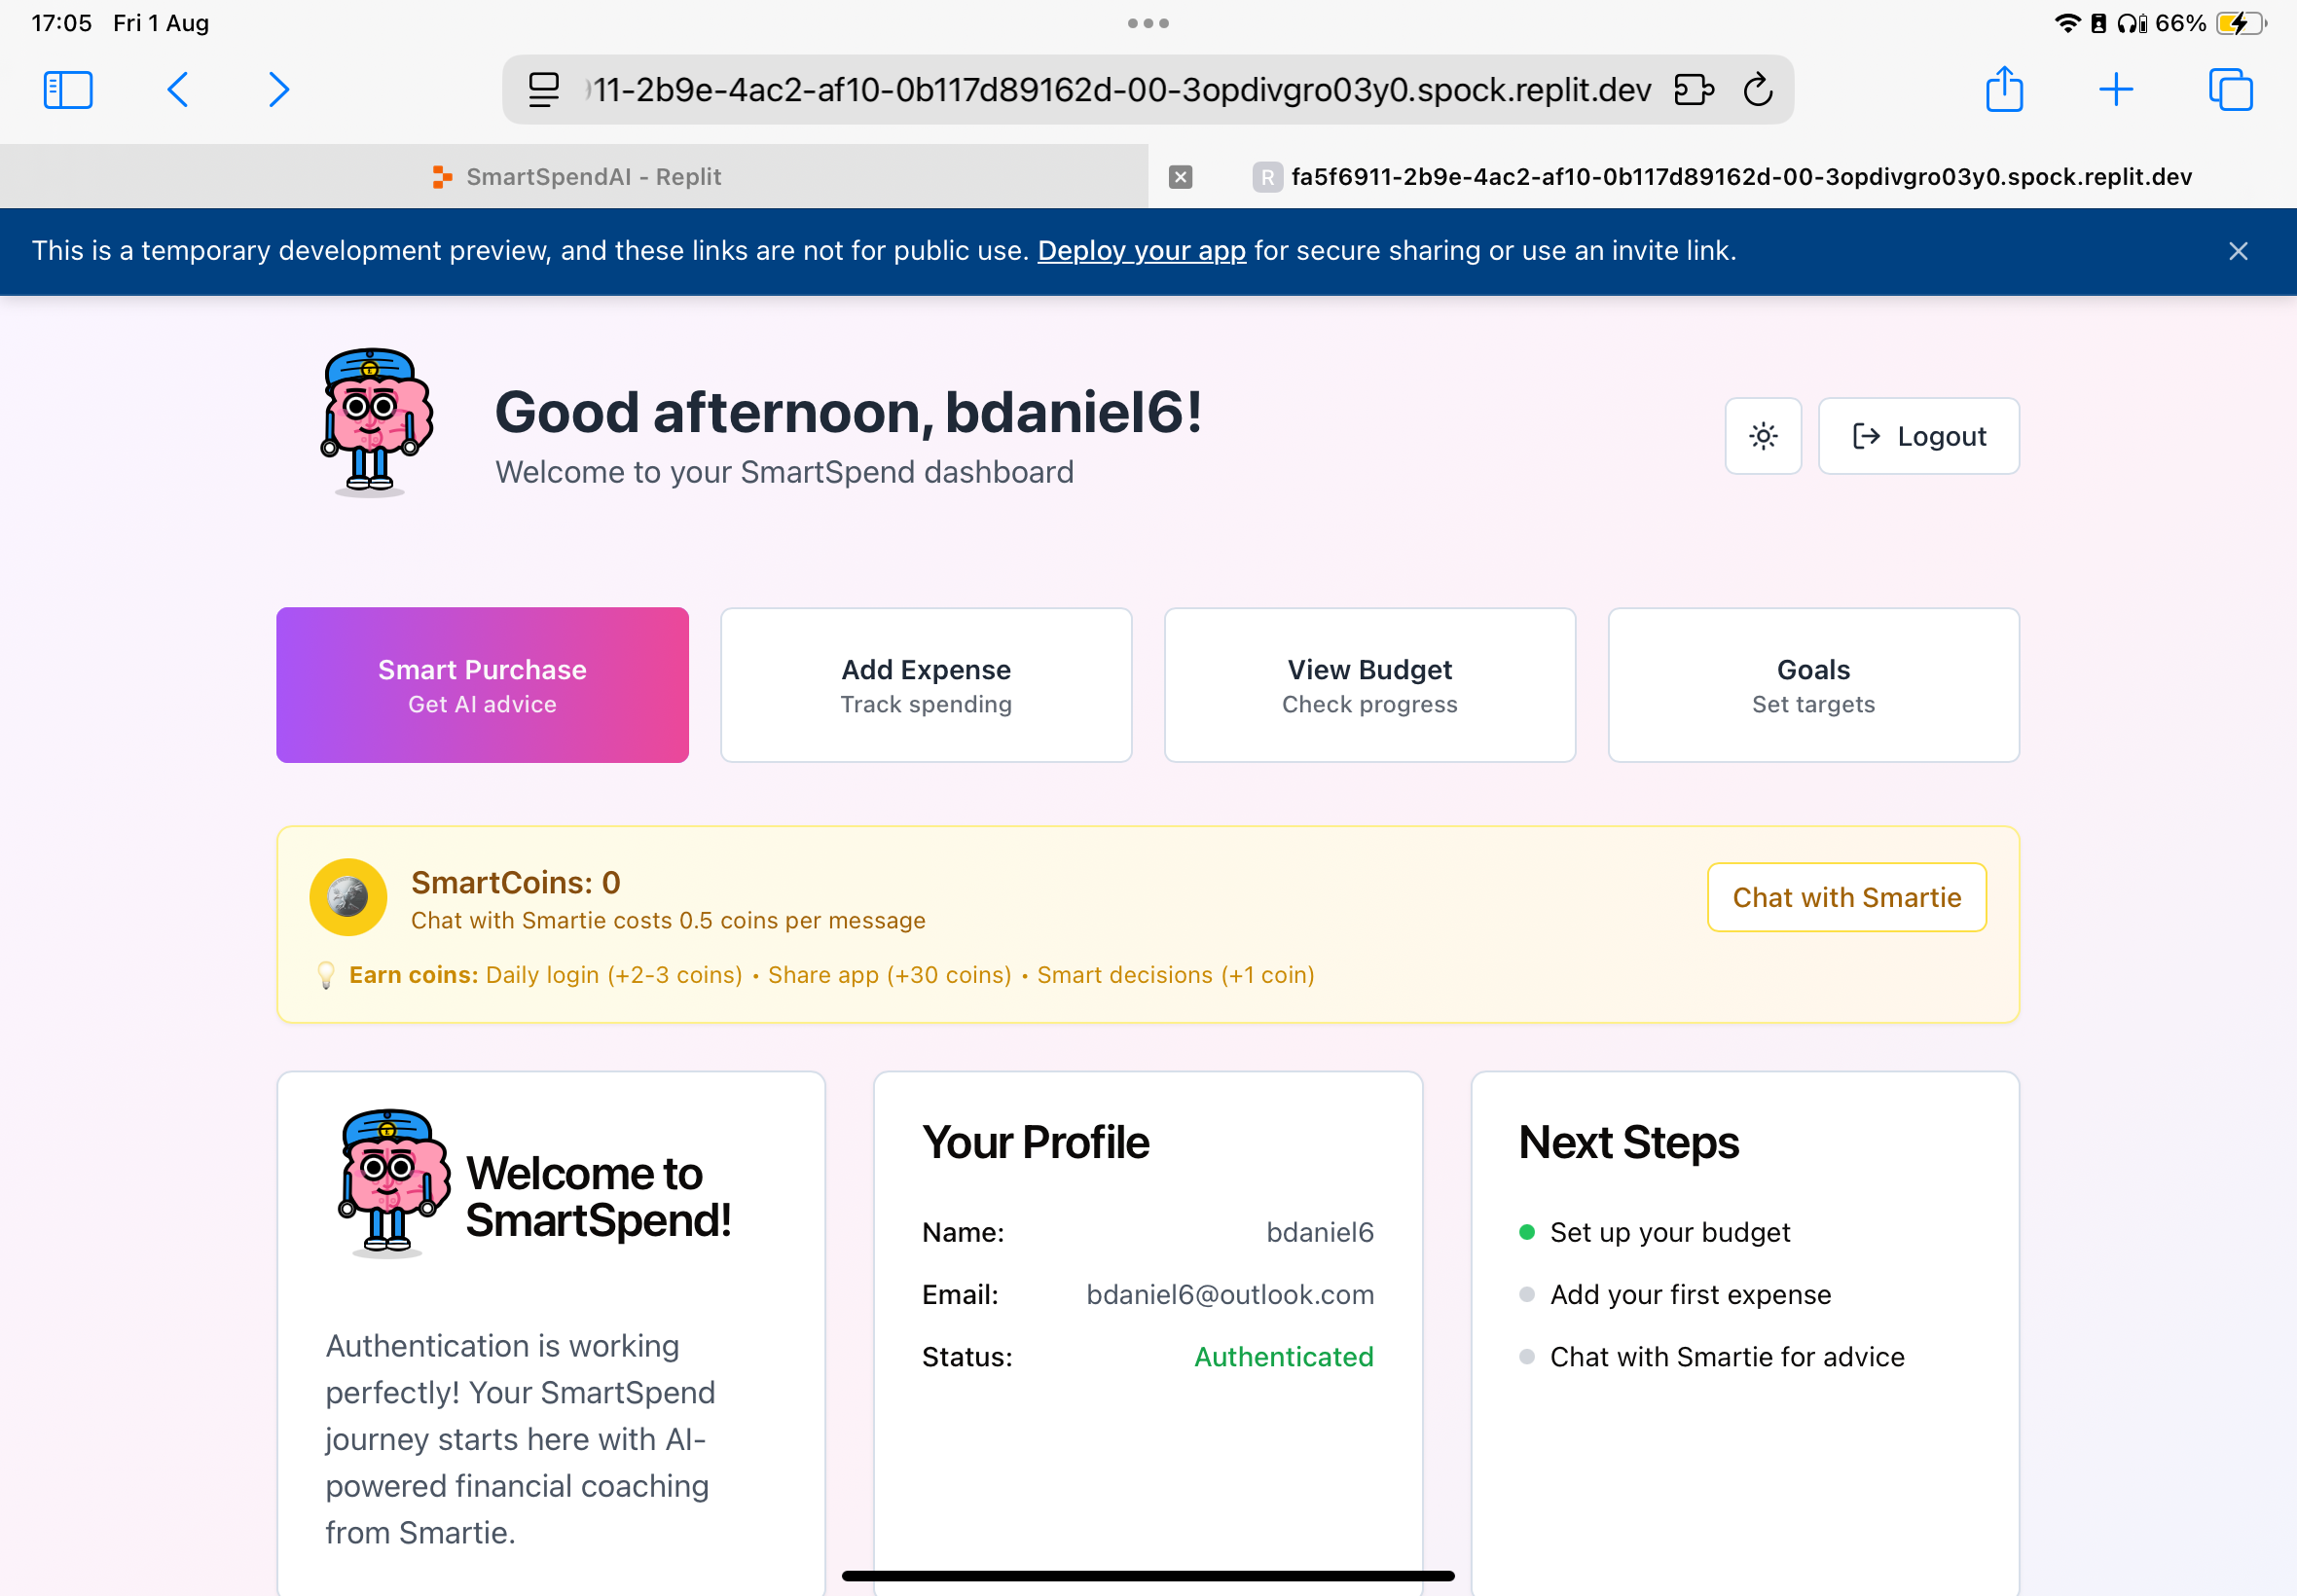 17:05 Fri 1 Aug
66%
11-2b9e-4ac2-af10-0b117d89162d-00-3opdivgro03y0.spock.replit.dev
SmartSpendAI - Replit
R fa5f6911-2b9e-4ac2-af10-0b117d89162d-00-3opdivgro03y0.spock.replit.dev
This is a temporary development preview, and these links are not for public use. Deploy your app for secure sharing or use an invite link.
Good afternoon, bdaniel6!
Welcome to your SmartSpend dashboard
Logout
Smart Purchase
Get AI advice
Add Expense
Track spending
View Budget
Check progress
Goals
Set targets
SmartCoins: 0
Chat with Smartie costs 0.5 coins per message
Chat with Smartie
Earn coins: Daily login (+2-3 coins) • Share app (+30 coins) • Smart decisions (+1 coin)
Welcome to
SmartSpend!
Authentication is working
perfectly! Your SmartSpend
journey starts here with AI-
powered financial coaching
from Smartie.
Your Profile
Name: bdaniel6
Email: bdaniel6@outlook.com
Status: Authenticated
Next Steps
Set up your budget
Add your first expense
Chat with Smartie for advice